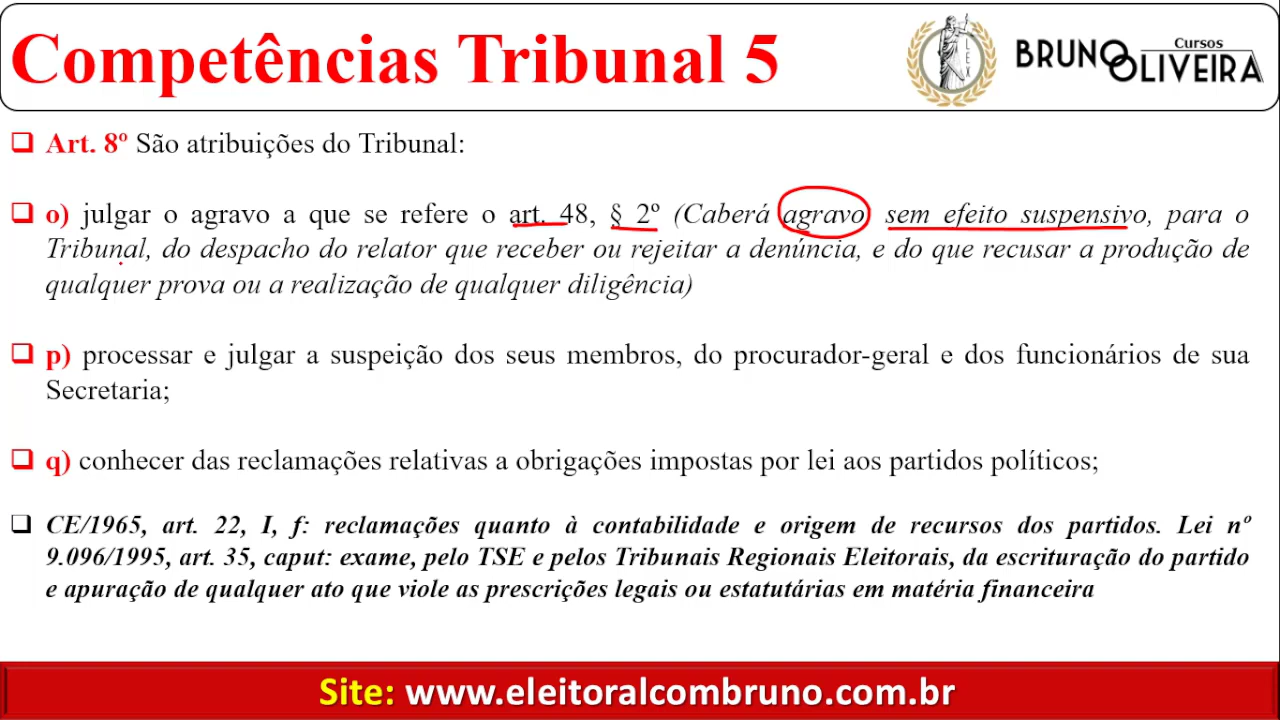 Competências Tribunal 5
LEX
Cursos
BRUNO OLIVEIRA
Art. 8º São atribuições do Tribunal:
o) julgar o agravo a que se refere o art. 48, § 2º (Caberá agravo sem efeito suspensivo, para o
Tribunal, do despacho do relator que receber ou rejeitar a denúncia, e do que recusar a produção de
qualquer prova ou a realização de qualquer diligência)
p) processar e julgar a suspeição dos seus membros, do procurador-geral e dos funcionários de sua
Secretaria;
q) conhecer das reclamações relativas a obrigações impostas por lei aos partidos políticos;
CE/1965, art. 22, I, f: reclamações quanto à contabilidade e origem de recursos dos partidos. Lei nº
9.096/1995, art. 35, caput: exame, pelo TSE e pelos Tribunais Regionais Eleitorais, da escrituração do partido
e apuração de qualquer ato que viole as prescrições legais ou estatutárias em matéria financeira
Site: www.eleitoralcombruno.com.br